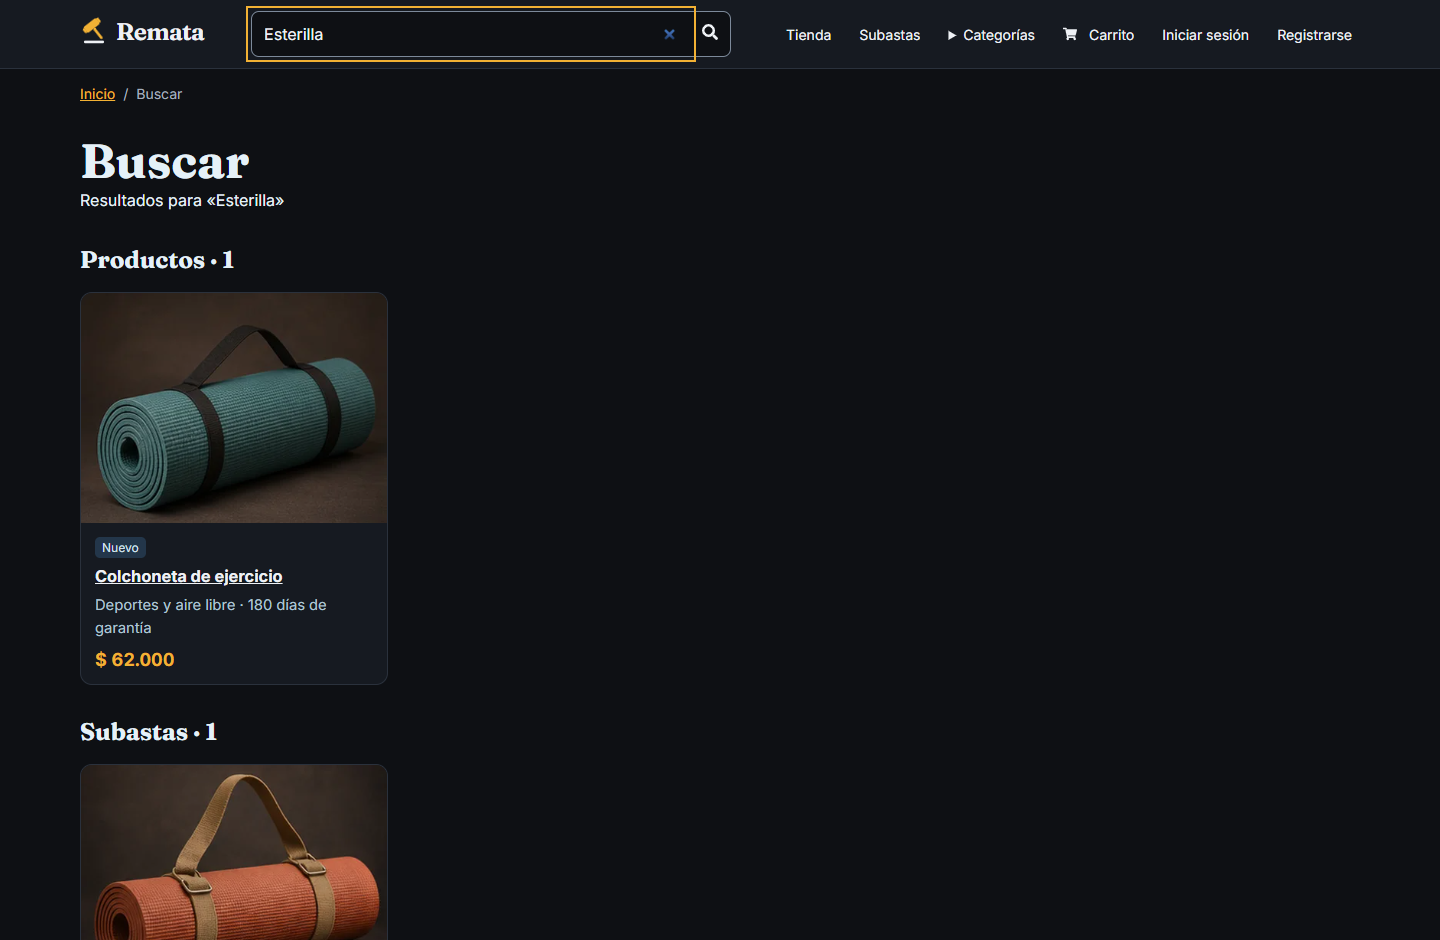 Remata
Esterilla
Tienda
Subastas
Categorías
Carrito
Iniciar sesión
Registrarse
Inicio / Buscar
Buscar
Resultados para «Esterilla»
Productos · 1
Nuevo
Colchoneta de ejercicio
Deportes y aire libre · 180 días de
garantía
$ 62.000
Subastas · 1